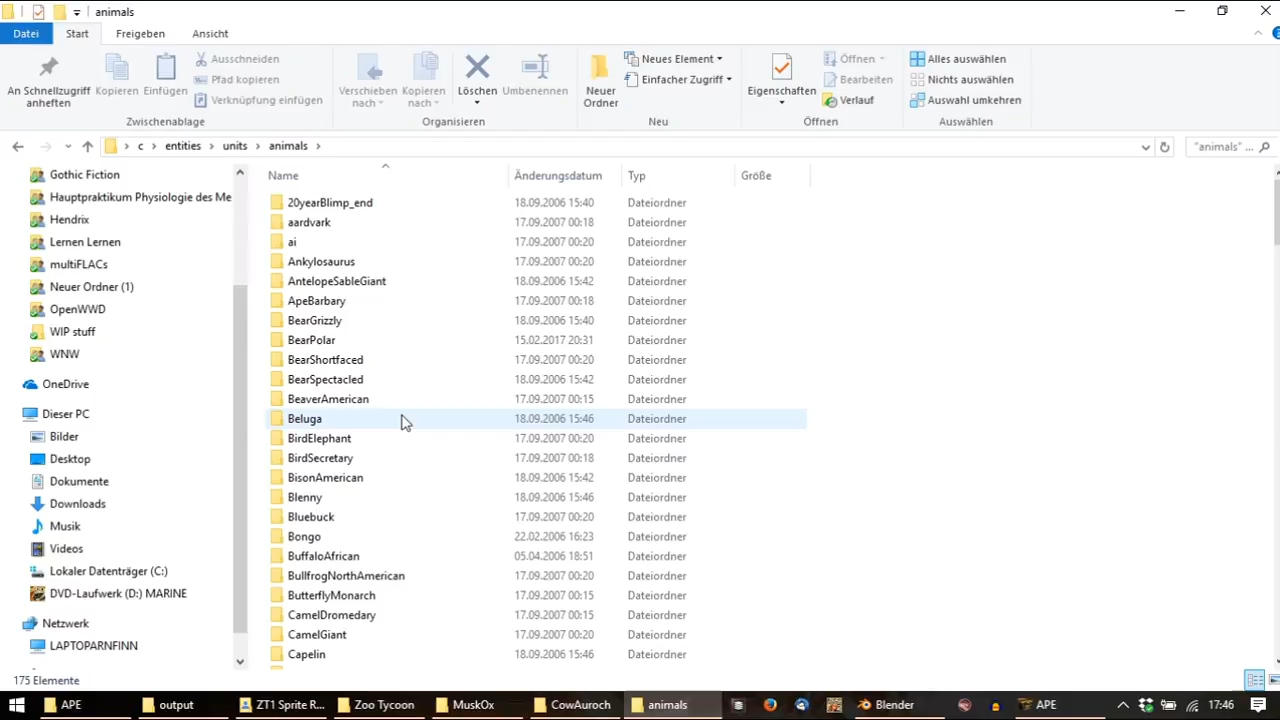 animals
Datei Start Freigeben Ansicht
An Schnellzugriff anheften
Kopieren
Einfügen
Ausschneiden
Pfad kopieren
Verknüpfung einfügen
Zwischenablage
Verschieben nach
Kopieren nach
Löschen
Umbenennen
Organisieren
Neuer Ordner
Neues Element
Einfacher Zugriff
Neu
Eigenschaften
Öffnen
Bearbeiten
Verlauf
Öffnen
Alles auswählen
Nichts auswählen
Auswahl umkehren
Auswählen
c entities units animals
"animals" ...
Gothic Fiction
Hauptpraktikum Physiologie des Me
Hendrix
Lernen Lernen
multiFLACs
Neuer Ordner (1)
OpenWWD
WIP stuff
WNW
OneDrive
Dieser PC
Bilder
Desktop
Dokumente
Downloads
Musik
Videos
Lokaler Datenträger (C:)
DVD-Laufwerk (D:) MARINE
Netzwerk
LAPTOPARNFINN
Name Änderungsdatum Typ Größe
20yearBlimp_end 18.09.2006 15:40 Dateiordner
aardvark 17.09.2007 00:18 Dateiordner
ai 17.09.2007 00:20 Dateiordner
Ankylosaurus 17.09.2007 00:20 Dateiordner
AntelopeSableGiant 18.09.2006 15:42 Dateiordner
ApeBarbary 17.09.2007 00:18 Dateiordner
BearGrizzly 18.09.2006 15:40 Dateiordner
BearPolar 15.02.2017 20:31 Dateiordner
BearShortfaced 17.09.2007 00:20 Dateiordner
BearSpectacled 18.09.2006 15:42 Dateiordner
BeaverAmerican 17.09.2007 00:15 Dateiordner
Beluga 18.09.2006 15:46 Dateiordner
BirdElephant 17.09.2007 00:20 Dateiordner
BirdSecretary 17.09.2007 00:18 Dateiordner
BisonAmerican 18.09.2006 15:42 Dateiordner
Blenny 18.09.2006 15:46 Dateiordner
Bluebuck 17.09.2007 00:20 Dateiordner
Bongo 22.02.2006 16:23 Dateiordner
BuffaloAfrican 05.04.2006 18:51 Dateiordner
BullfrogNorthAmerican 17.09.2007 00:20 Dateiordner
ButterflyMonarch 17.09.2007 00:15 Dateiordner
CamelDromedary 17.09.2007 00:15 Dateiordner
CamelGiant 17.09.2007 00:20 Dateiordner
Capelin 18.09.2006 15:46 Dateiordner
175 Elemente
APE output ZT1 Sprite R... Zoo Tycoon MuskOx CowAuroch animals Blender APE 17:46